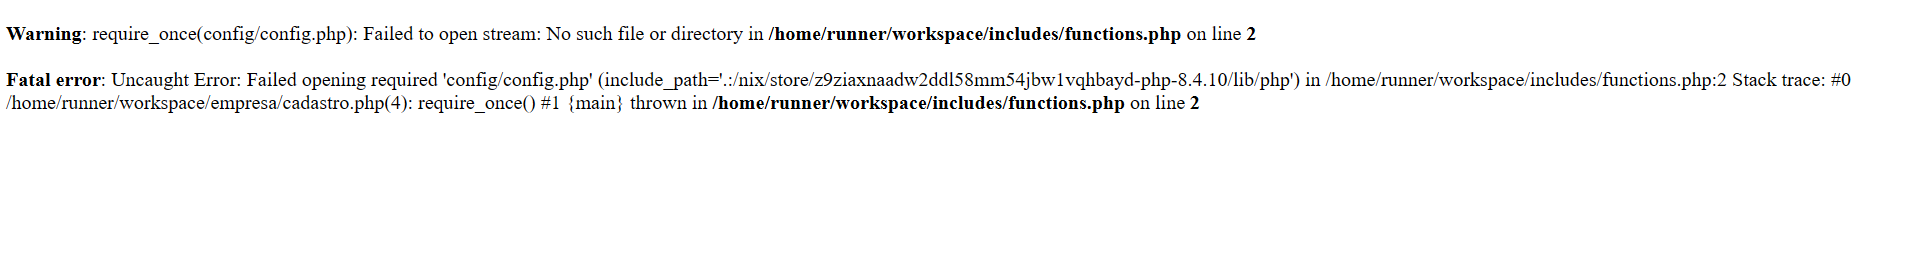 Warning: require_once(config/config.php): Failed to open stream: No such file or directory in /home/runner/workspace/includes/functions.php on line 2
Fatal error: Uncaught Error: Failed opening required 'config/config.php' (include_path='.:/nix/store/z9ziaxnaadw2ddl58mm54jbw1vqhbayd-php-8.4.10/lib/php') in /home/runner/workspace/includes/functions.php:2 Stack trace: #0
/home/runner/workspace/empresa/cadastro.php(4): require_once() #1 {main} thrown in /home/runner/workspace/includes/functions.php on line 2